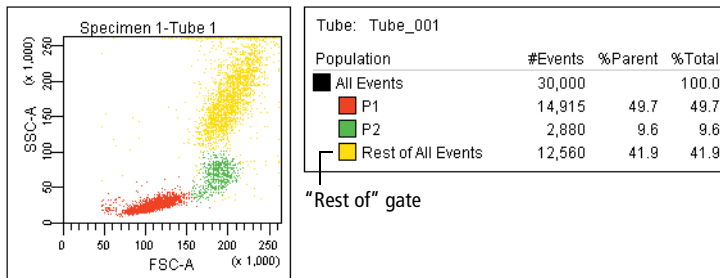 Specimen 1-Tube 1
SSC-A
(x 1,000)
250
200
150
100
50
0
0 50 100 150 200 250
FSC-A (x 1,000)
Tube: Tube_001
Population #Events %Parent %Total
All Events 30,000 100.0
P1 14,915 49.7 49.7
P2 2,880 9.6 9.6
Rest of All Events 12,560 41.9 41.9
"Rest of" gate